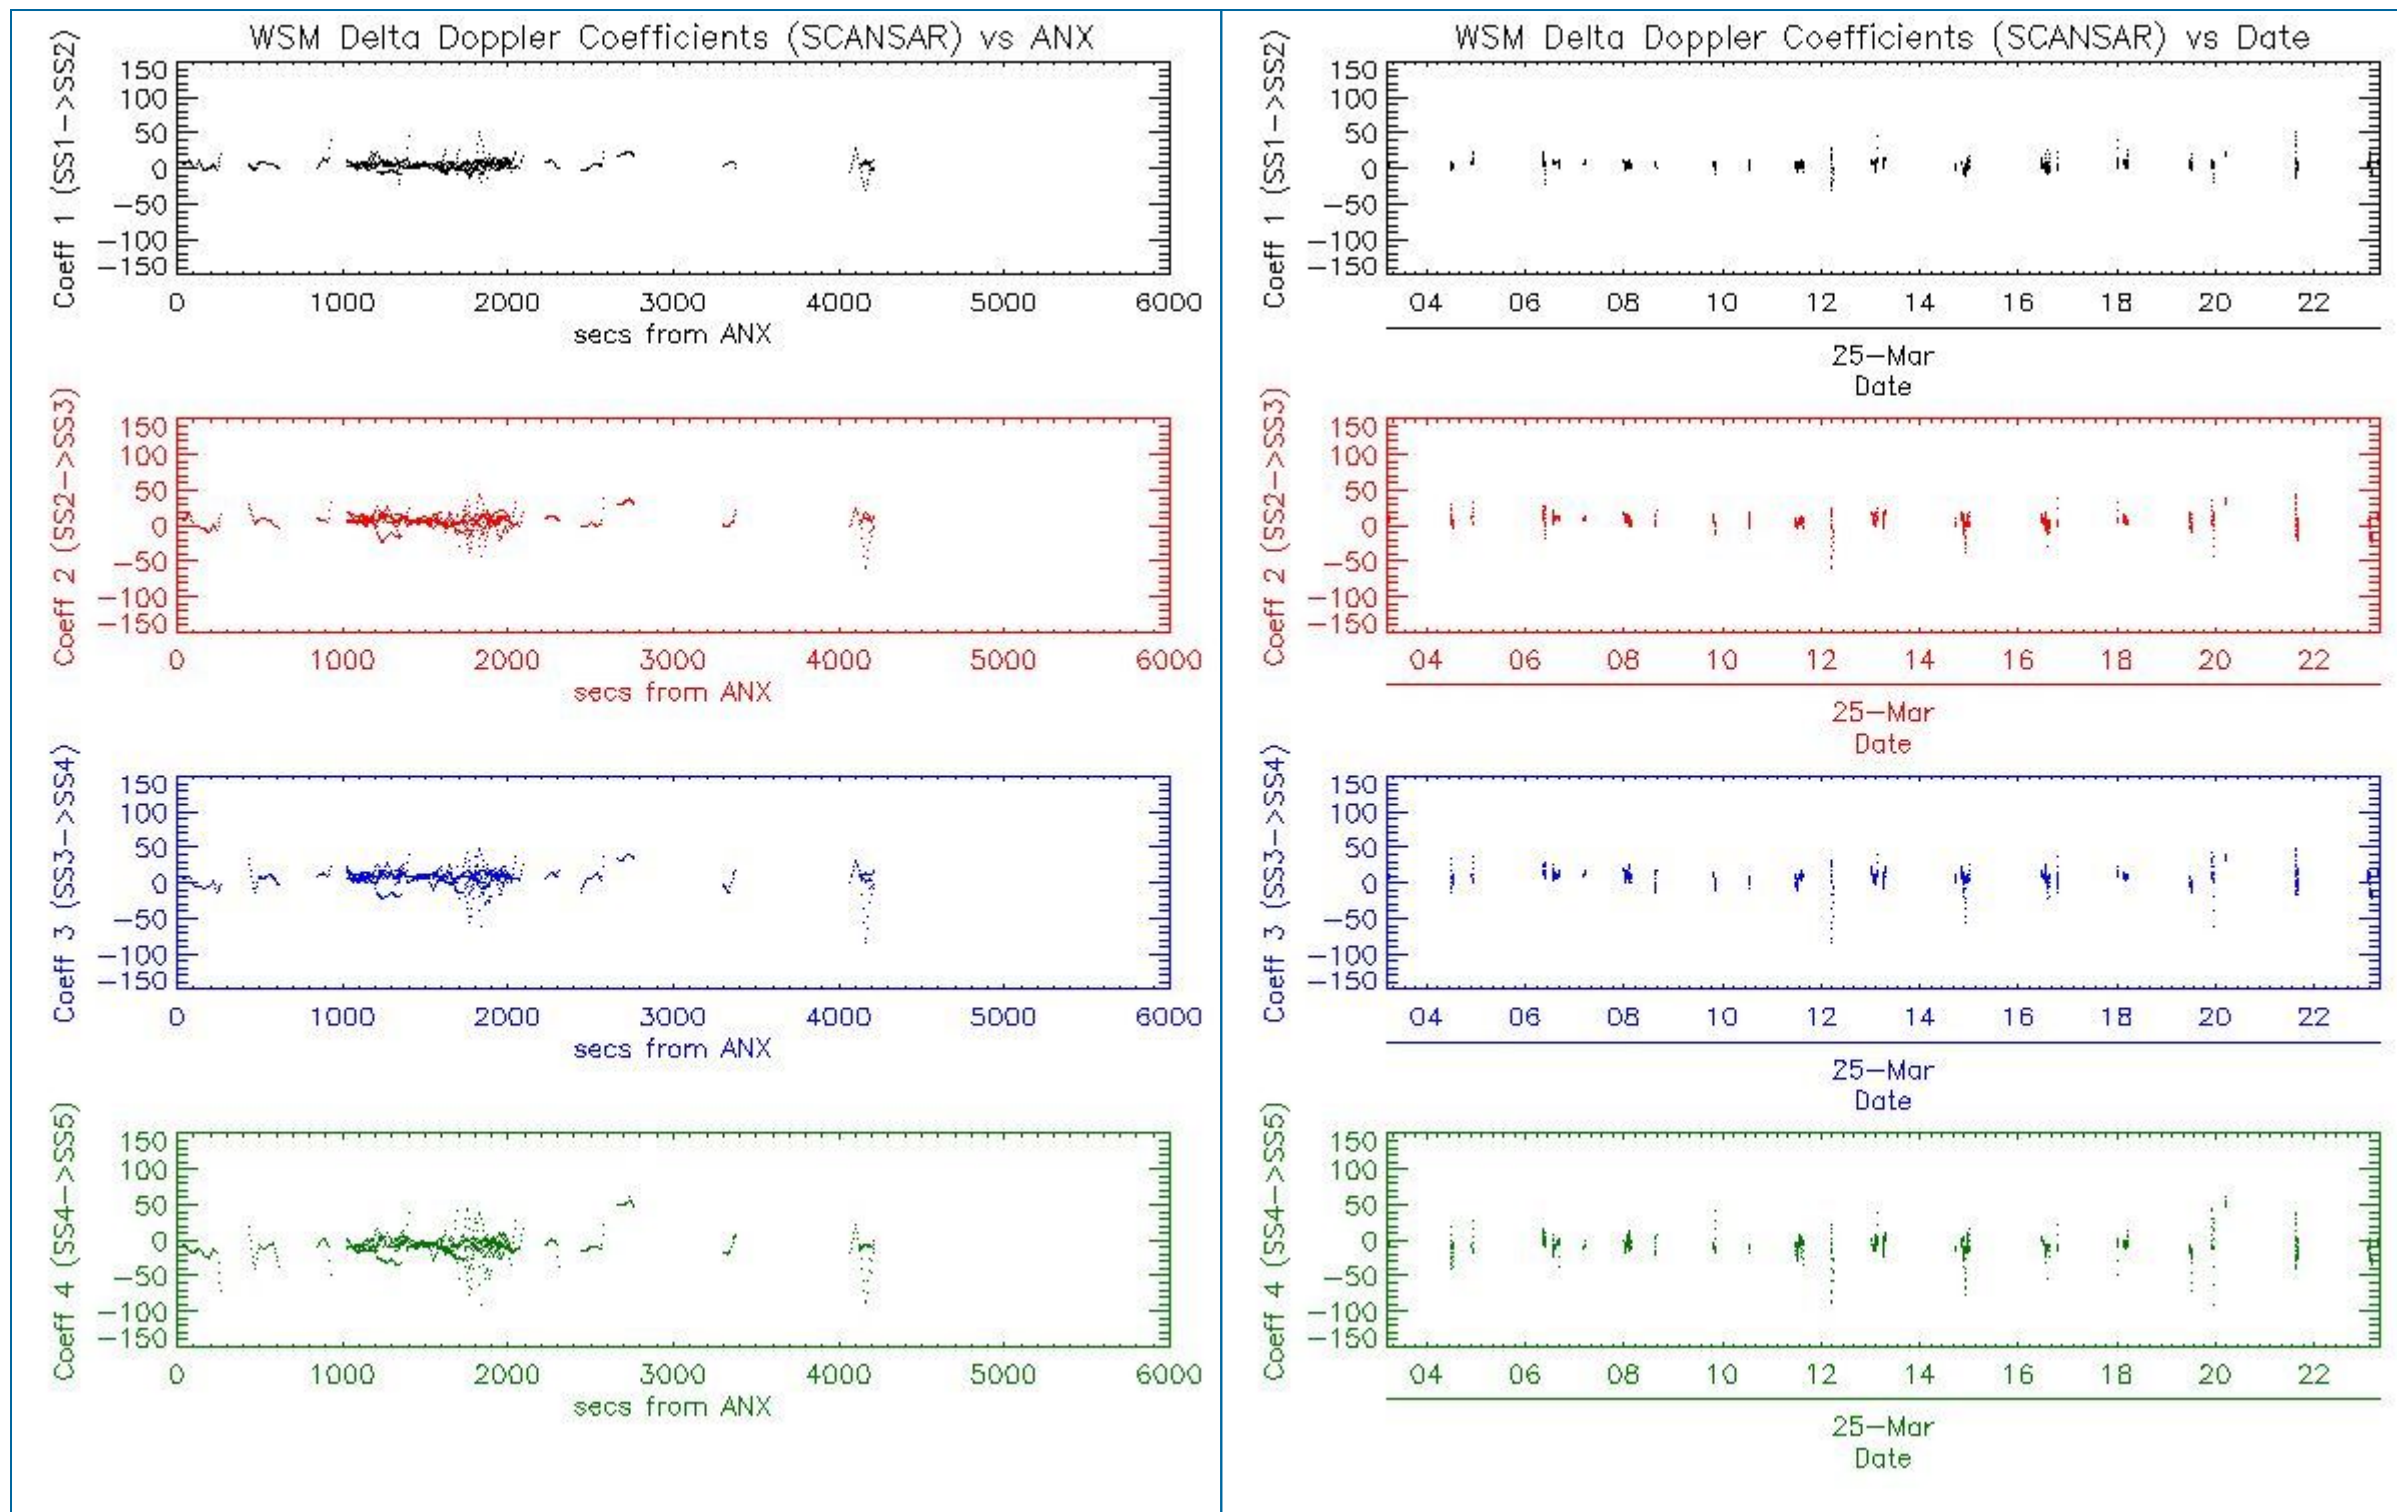 WSM Delta Doppler Coefficients (SCANSAR) vs ANX
Coeff 1 (SS1->SS2)
150
100
50
0
-50
-100
-150
0 1000 2000 3000 4000 5000 6000
secs from ANX
Coeff 2 (SS2->SS3)
150
100
50
0
-50
-100
-150
0 1000 2000 3000 4000 5000 6000
secs from ANX
Coeff 3 (SS3->SS4)
150
100
50
0
-50
-100
-150
0 1000 2000 3000 4000 5000 6000
secs from ANX
Coeff 4 (SS4->SS5)
150
100
50
0
-50
-100
-150
0 1000 2000 3000 4000 5000 6000
secs from ANX
WSM Delta Doppler Coefficients (SCANSAR) vs Date
Coeff 1 (SS1->SS2)
150
100
50
0
-50
-100
-150
04 06 08 10 12 14 16 18 20 22
25-Mar
Date
Coeff 2 (SS2->SS3)
150
100
50
0
-50
-100
-150
04 06 08 10 12 14 16 18 20 22
25-Mar
Date
Coeff 3 (SS3->SS4)
150
100
50
0
-50
-100
-150
04 06 08 10 12 14 16 18 20 22
25-Mar
Date
Coeff 4 (SS4->SS5)
150
100
50
0
-50
-100
-150
04 06 08 10 12 14 16 18 20 22
25-Mar
Date